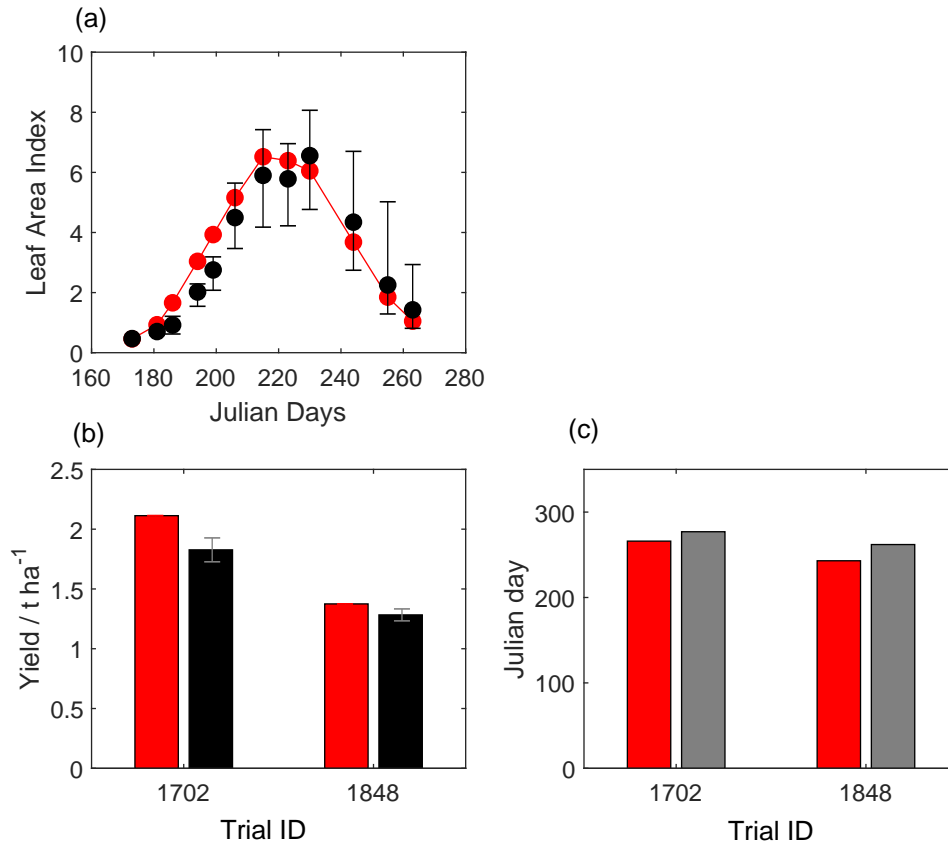 (a)
10
8
6
4
2
0
Leaf Area Index
160 180 200 220 240 260 280
Julian Days
(b)
2.5
2
1.5
1
0.5
0
Yield / t ha⁻¹
1702 1848
Trial ID
(c)
300
200
100
0
Julian day
1702 1848
Trial ID